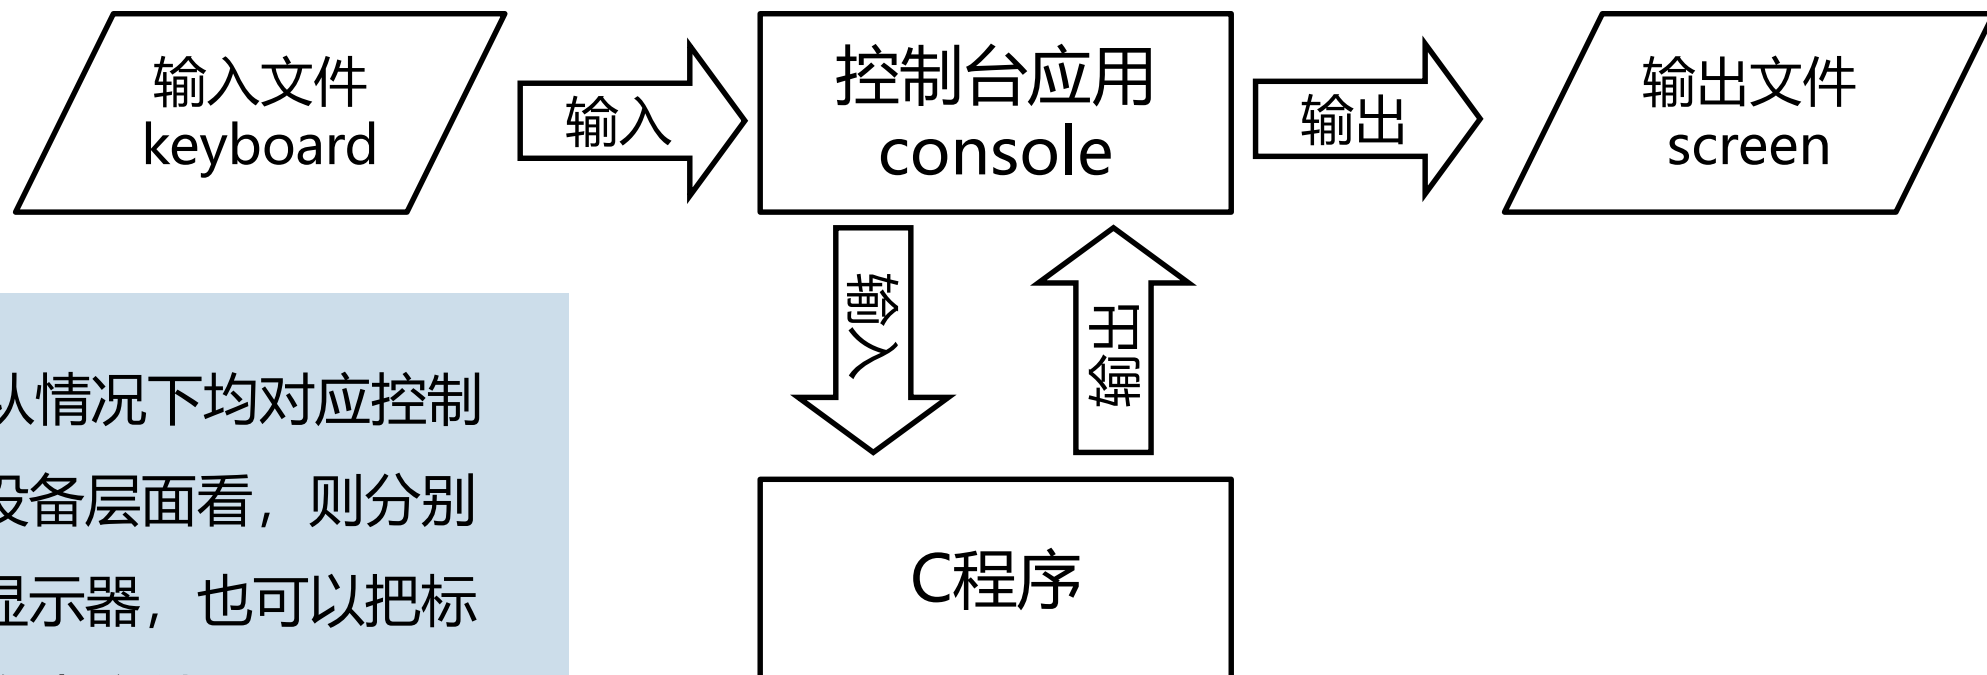 输入文件
keyboard
输入
控制台应用
console
输出
输出文件
screen
输入
输出
情况下均对应控制
设备层面看，则分别
显示器，也可以把标
C程序